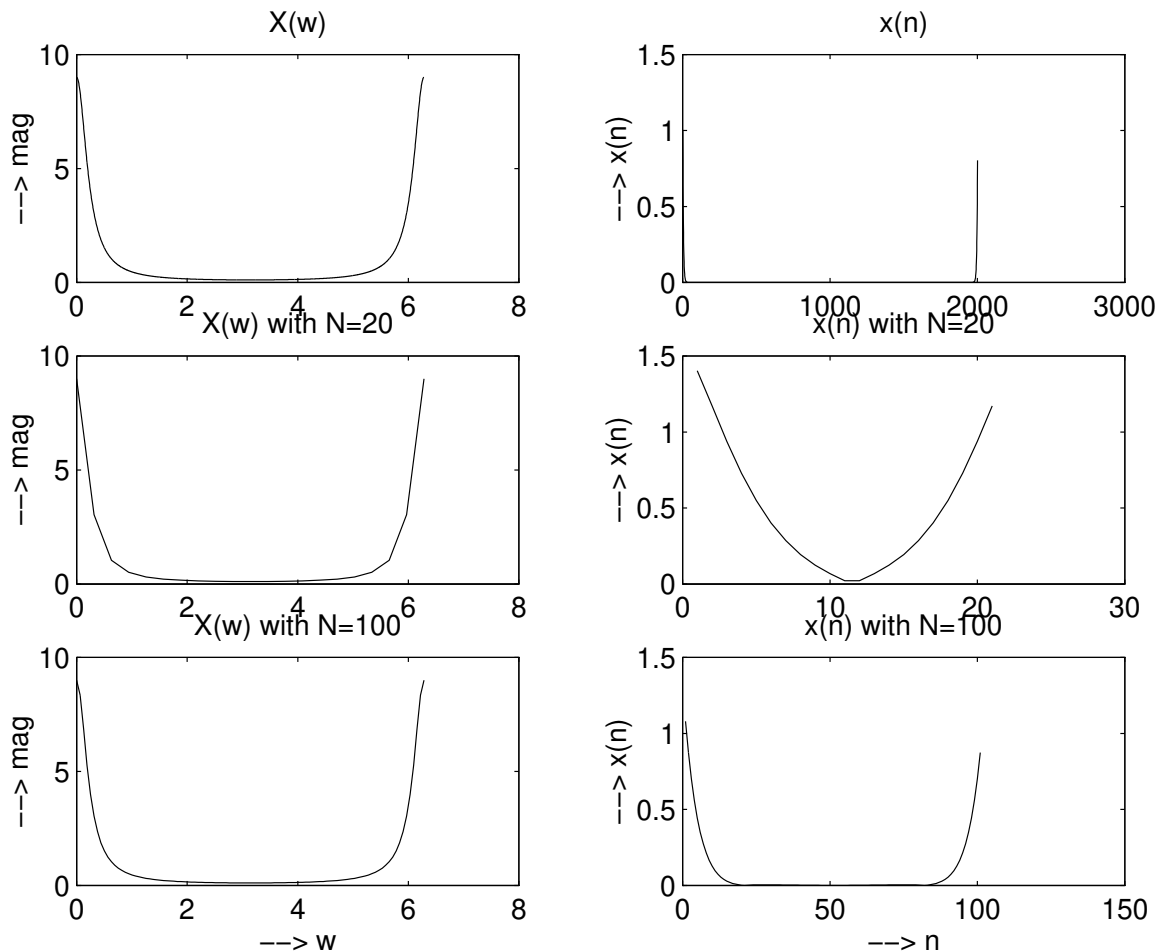 X(w)
10
5
0
0 2 4 6 8
--> mag
x(n)
1.5
1
0.5
0
0 1000 2000 3000
--> x(n)
X(w) with N=20
10
5
0
0 2 4 6 8
--> mag
x(n) with N=20
1.5
1
0.5
0
0 10 20 30
--> x(n)
X(w) with N=100
10
5
0
0 2 4 6 8
--> mag
--> w
x(n) with N=100
1.5
1
0.5
0
0 50 100 150
--> x(n)
--> n